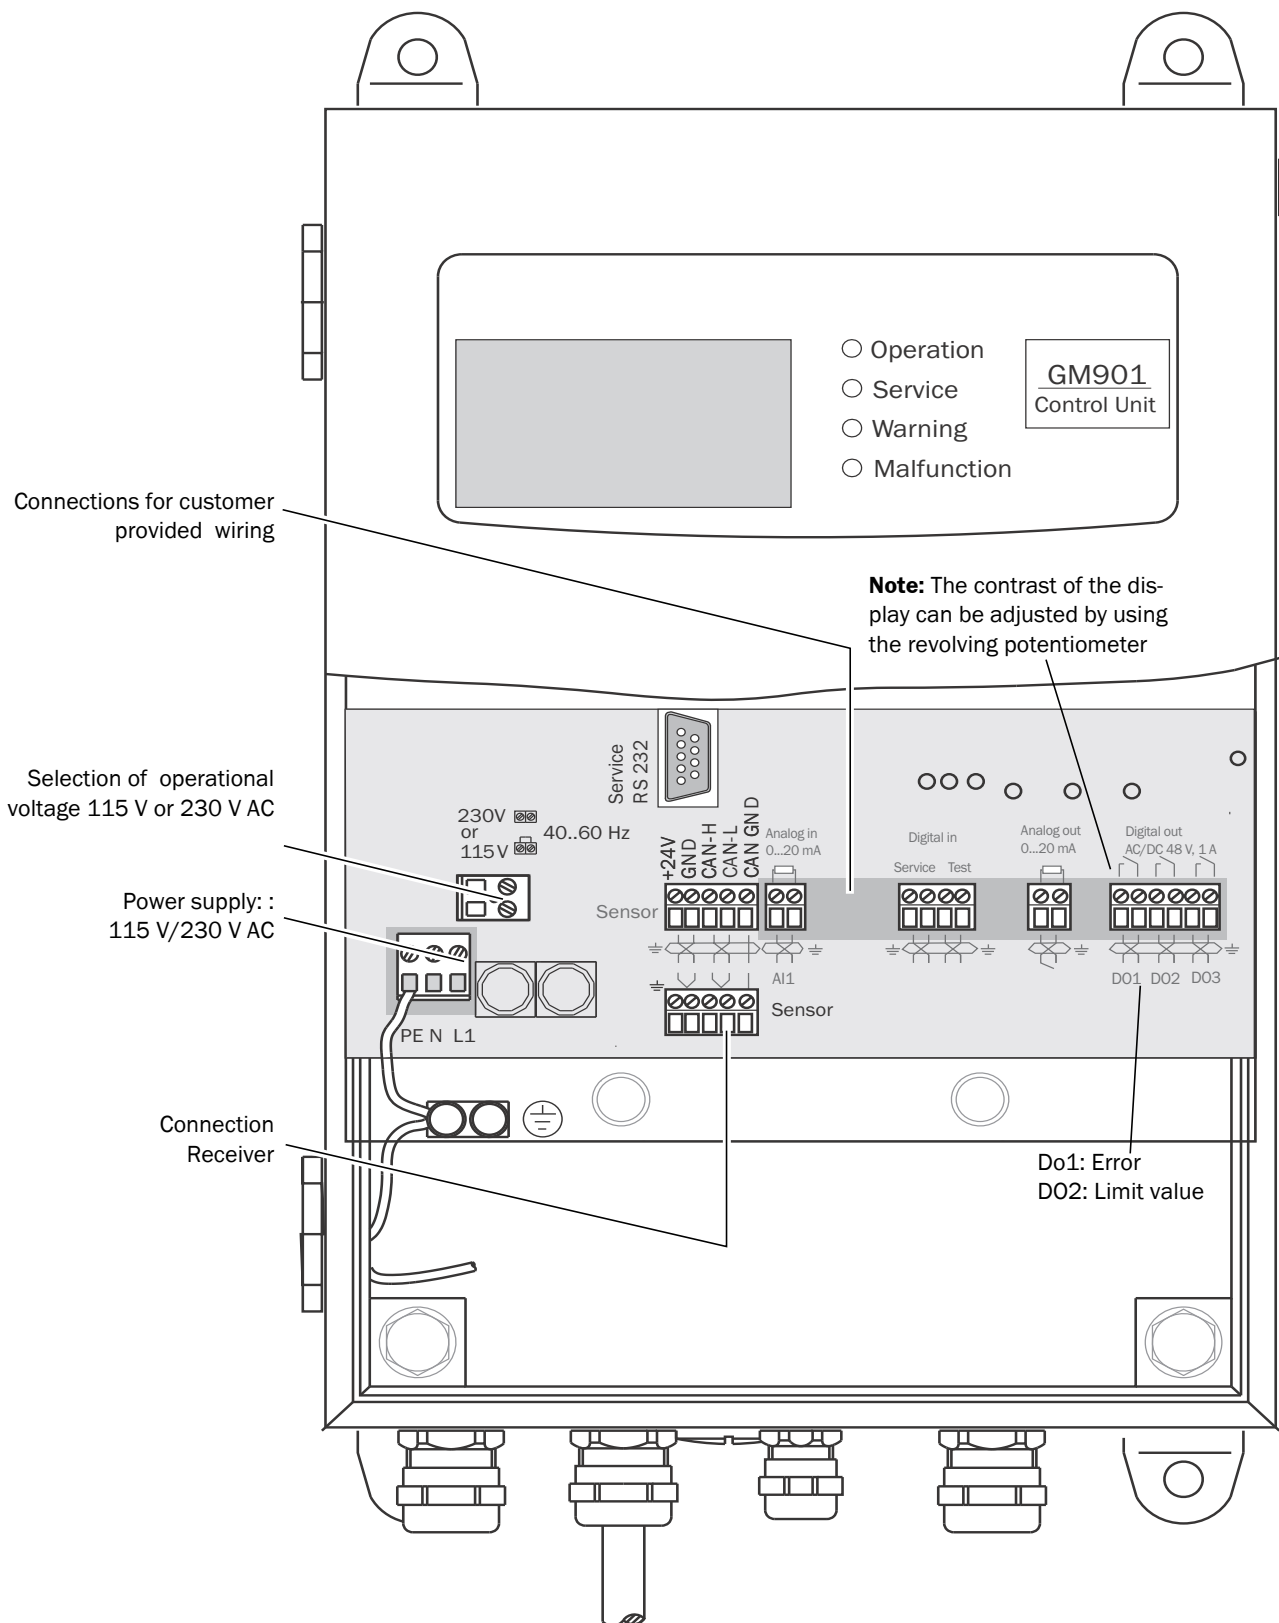 Operation
Service
Warning
Malfunction
GM901
Control Unit
Connections for customer
provided wiring
Note: The contrast of the dis-
play can be adjusted by using
the revolving potentiometer
Selection of operational
voltage 115 V or 230 V AC
Service
RS 232
230V
or
115V
40..60 Hz
+24V
GND
CAN-H
CAN-L
CAN GND
Analog in
0...20 mA
Digital in
Service Test
Analog out
0...20 mA
Digital out
AC/DC 48 V, 1 A
Power supply: :
115 V/230 V AC
Sensor
AI1
DO1 DO2 DO3
Sensor
PE N L1
Connection
Receiver
Do1: Error
DO2: Limit value